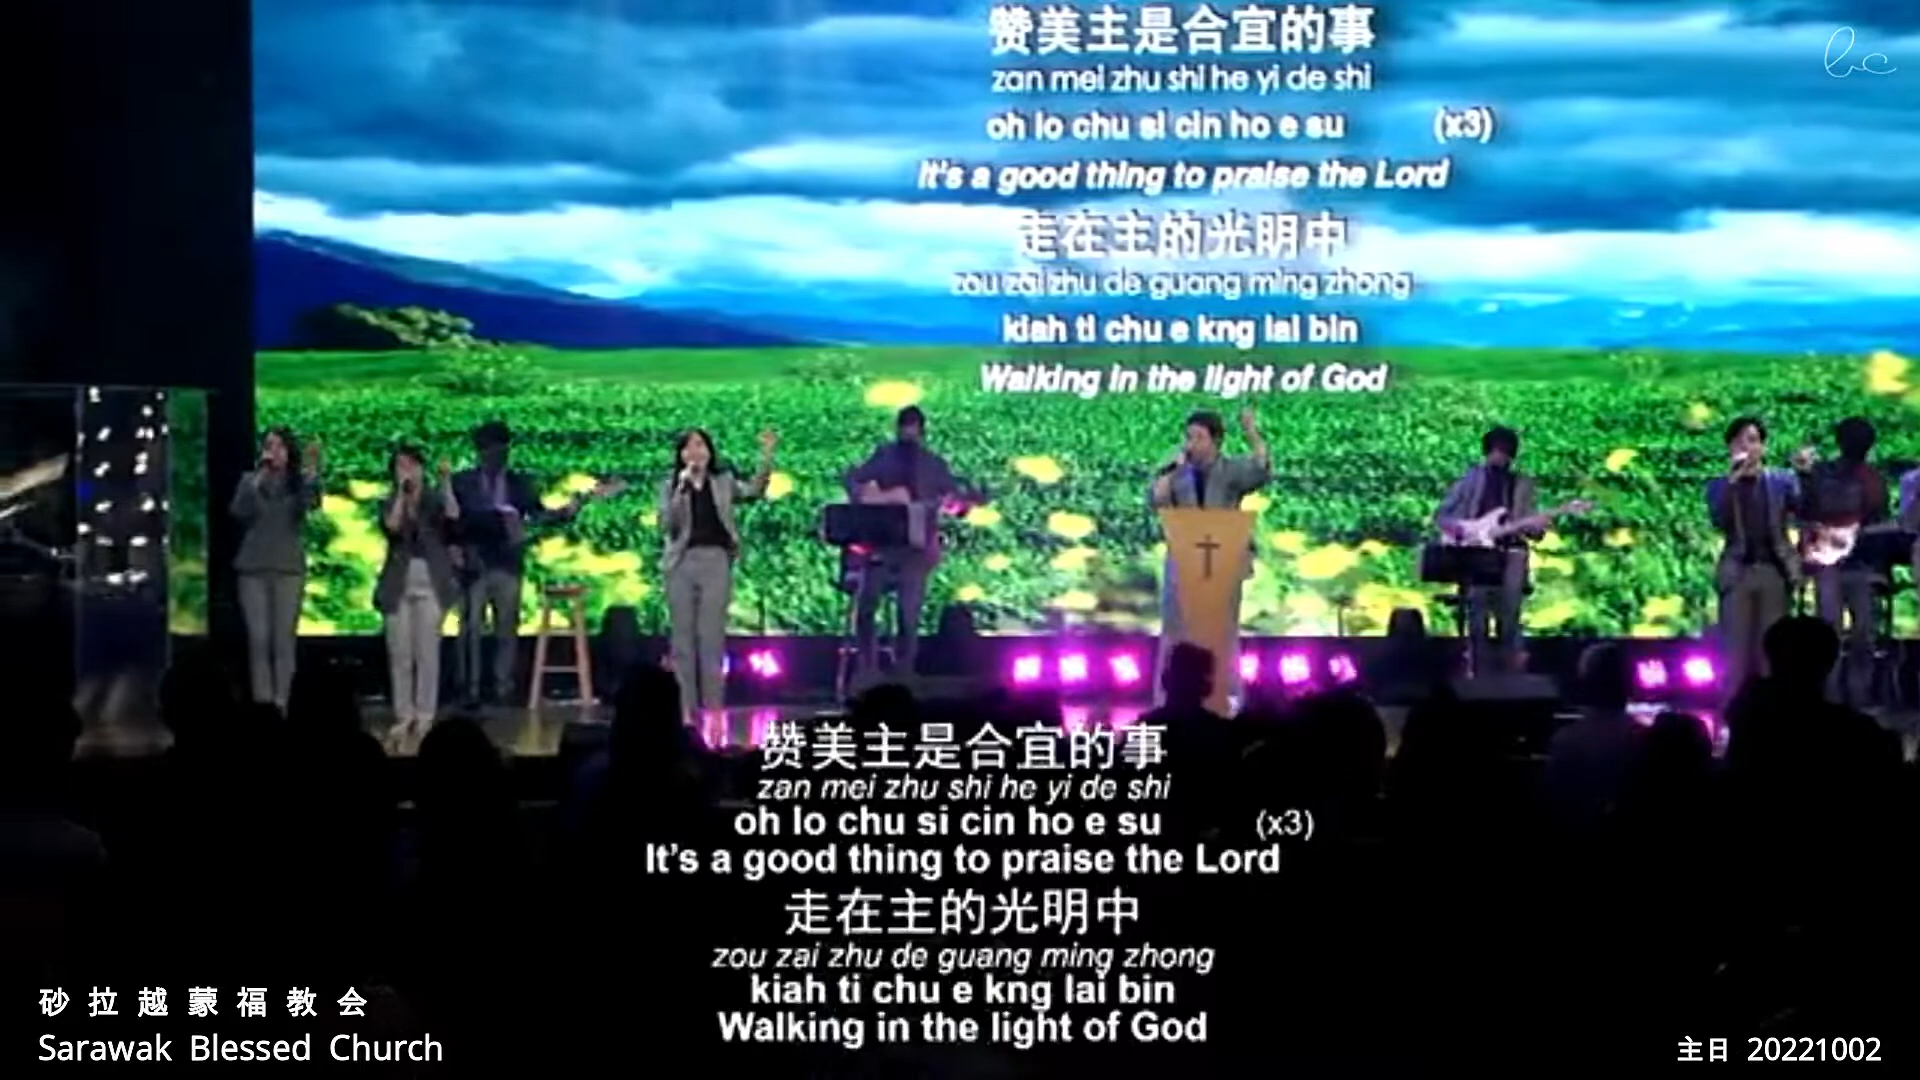 赞美主是合宜的事
zan mei zhu shi he yi de shi
oh lo chu si cin ho e su (x3)
It's a good thing to praise the Lord
走在主的光明中
zou zai zhu de guang ming zhong
kiah ti chu e kng lai bin
Walking in the light of God
赞美主是合宜的事
zan mei zhu shi he yi de shi
oh lo chu si cin ho e su (x3)
It's a good thing to praise the Lord
走在主的光明中
zou zai zhu de guang ming zhong
kiah ti chu e kng lai bin
Walking in the light of God
砂拉越蒙福教会
Sarawak Blessed Church
主日 20221002